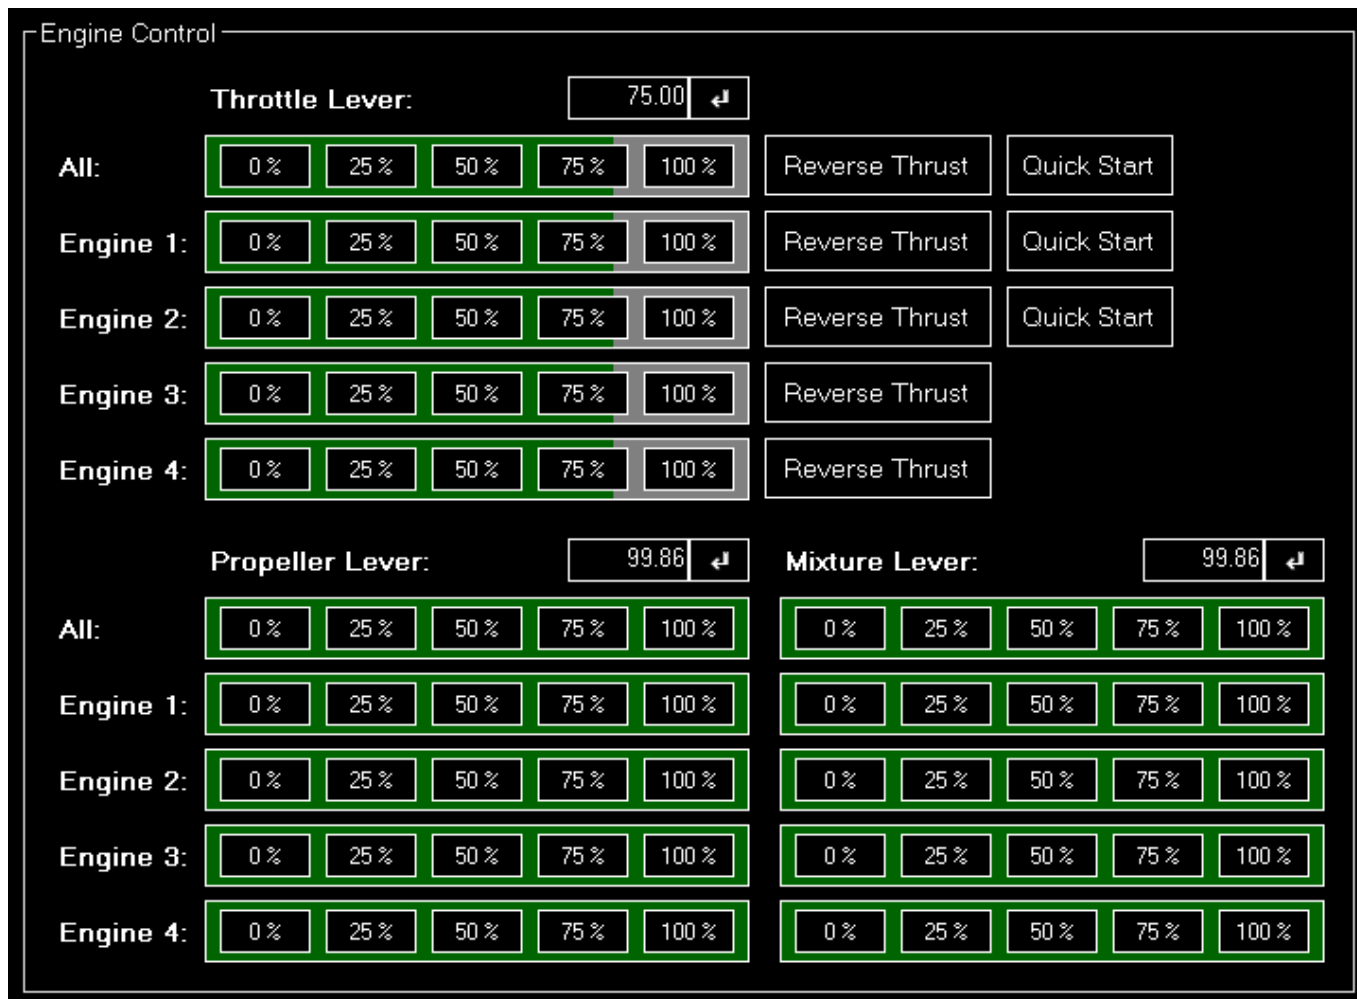 Engine Control
Throttle Lever: 75.00 ↵
All: 0 % 25 % 50 % 75 % 100 % Reverse Thrust Quick Start
Engine 1: 0 % 25 % 50 % 75 % 100 % Reverse Thrust Quick Start
Engine 2: 0 % 25 % 50 % 75 % 100 % Reverse Thrust Quick Start
Engine 3: 0 % 25 % 50 % 75 % 100 % Reverse Thrust
Engine 4: 0 % 25 % 50 % 75 % 100 % Reverse Thrust
Propeller Lever: 99.86 ↵ Mixture Lever: 99.86 ↵
All: 0 % 25 % 50 % 75 % 100 % 0 % 25 % 50 % 75 % 100 %
Engine 1: 0 % 25 % 50 % 75 % 100 % 0 % 25 % 50 % 75 % 100 %
Engine 2: 0 % 25 % 50 % 75 % 100 % 0 % 25 % 50 % 75 % 100 %
Engine 3: 0 % 25 % 50 % 75 % 100 % 0 % 25 % 50 % 75 % 100 %
Engine 4: 0 % 25 % 50 % 75 % 100 % 0 % 25 % 50 % 75 % 100 %